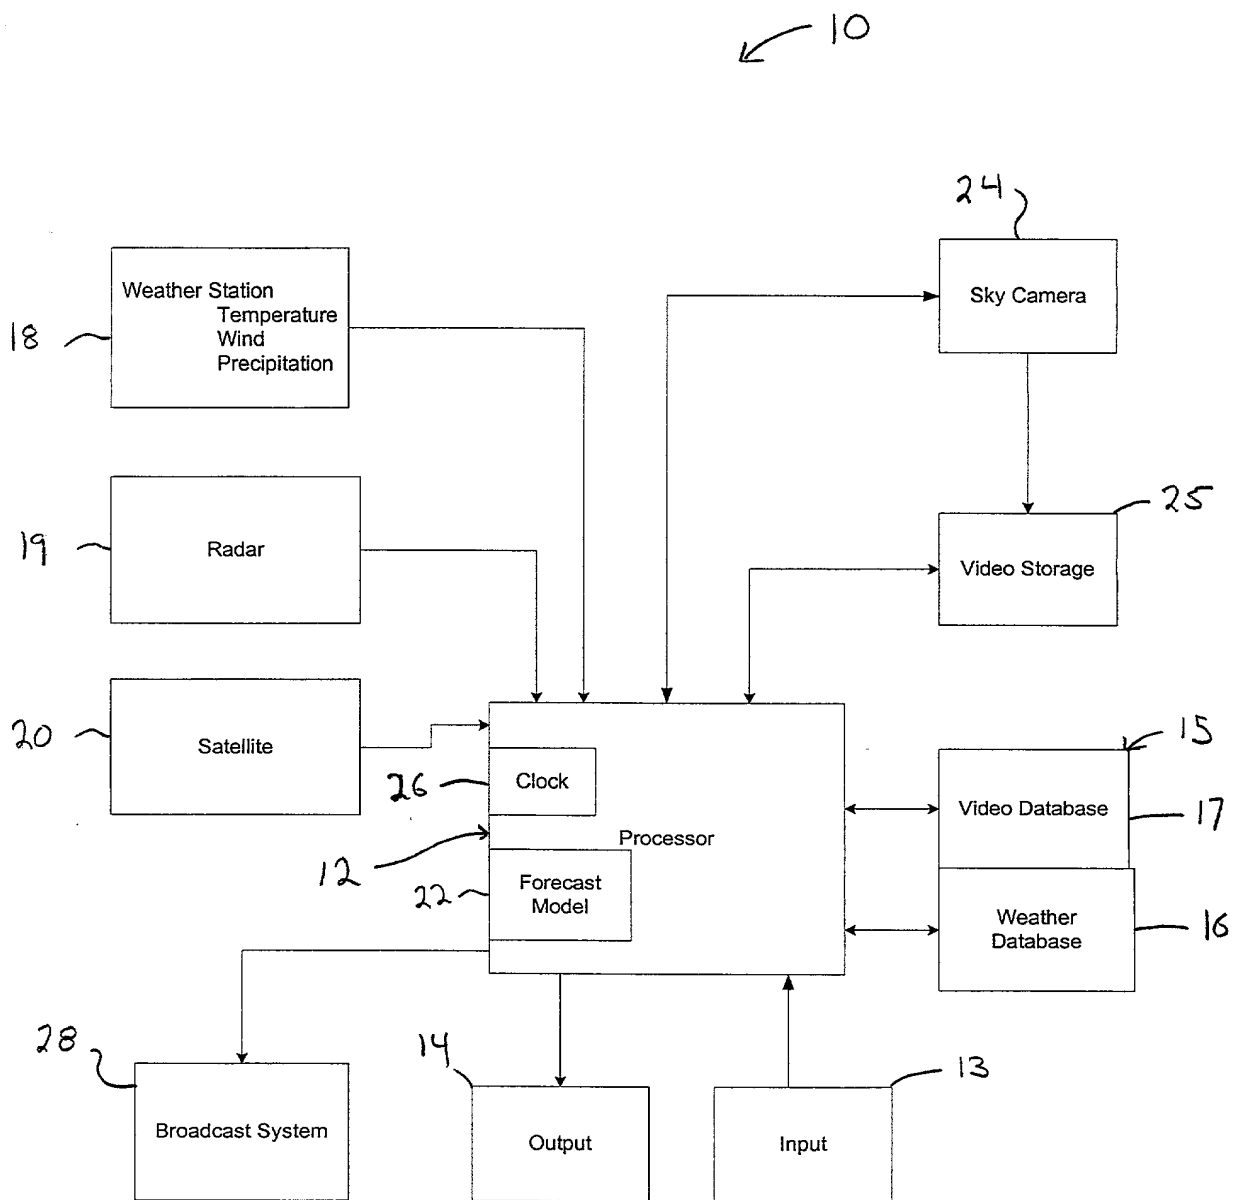 10
24
Weather Station
Temperature
Wind
Precipitation
18
Sky Camera
25
19
Radar
Video Storage
20
Satellite
15
26
Clock
Video Database
17
12
Processor
22
Forecast
Model
Weather
Database
16
28
14
13
Broadcast System
Output
Input